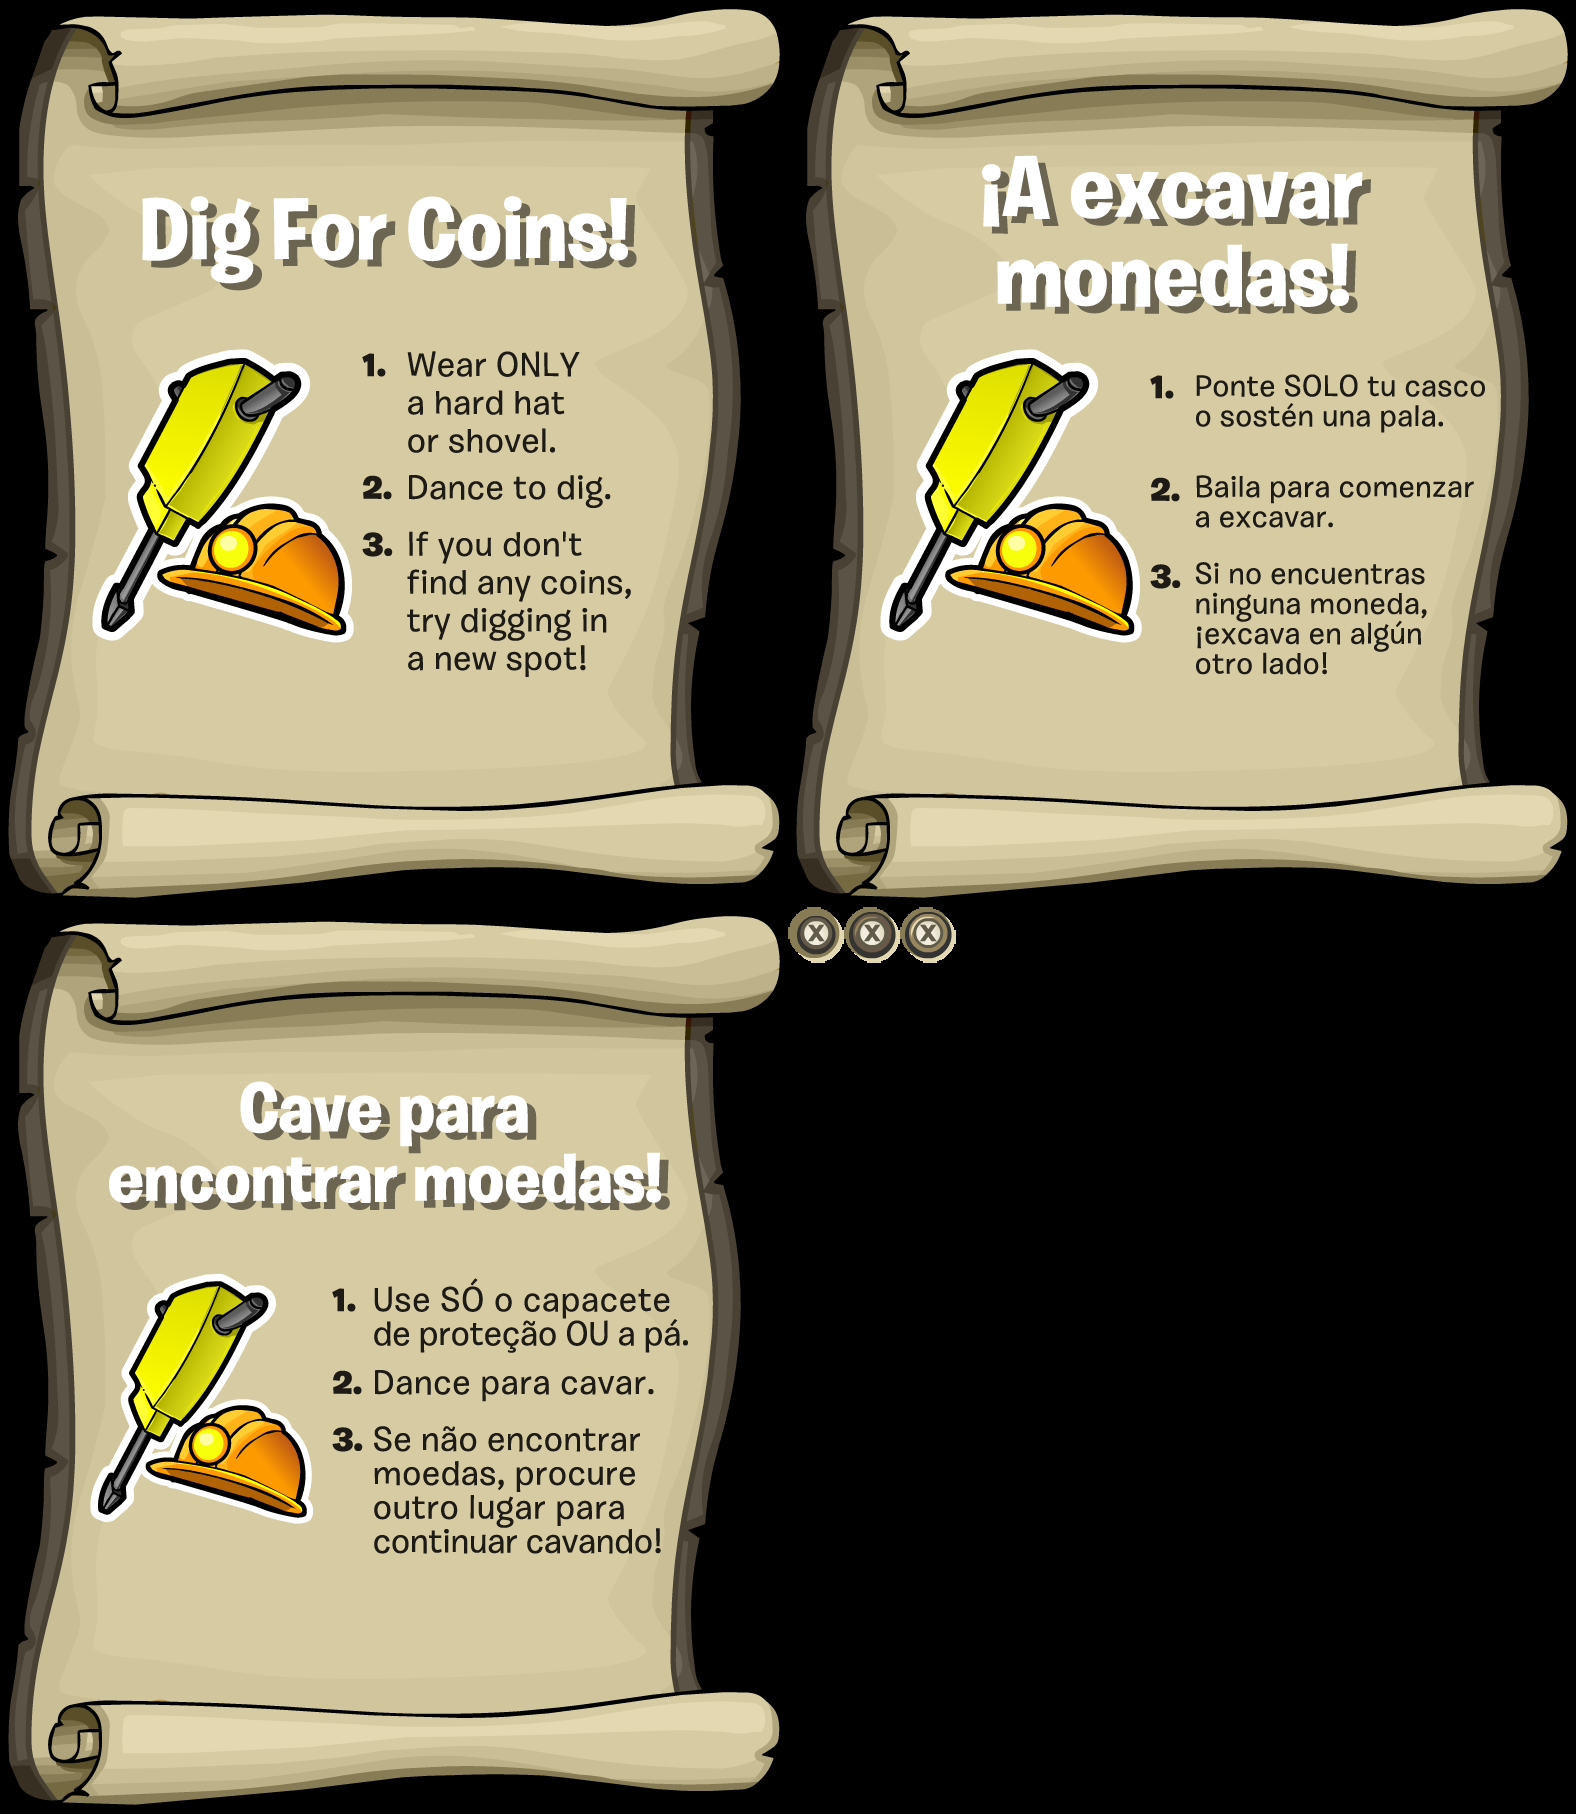 Dig For Coins!
1. Wear ONLY
a hard hat
or shovel.
2. Dance to dig.
3. If you don't
find any coins,
try digging in
a new spot!
¡A excavar
monedas!
1. Ponte SOLO tu casco
o sostén una pala.
2. Baila para comenzar
a excavar.
3. Si no encuentras
ninguna moneda,
¡excava en algún
otro lado!
Cave para
encontrar moedas!
1. Use SÓ o capacete
de proteção OU a pá.
2. Dance para cavar.
3. Se não encontrar
moedas, procure
outro lugar para
continuar cavando!
X X X